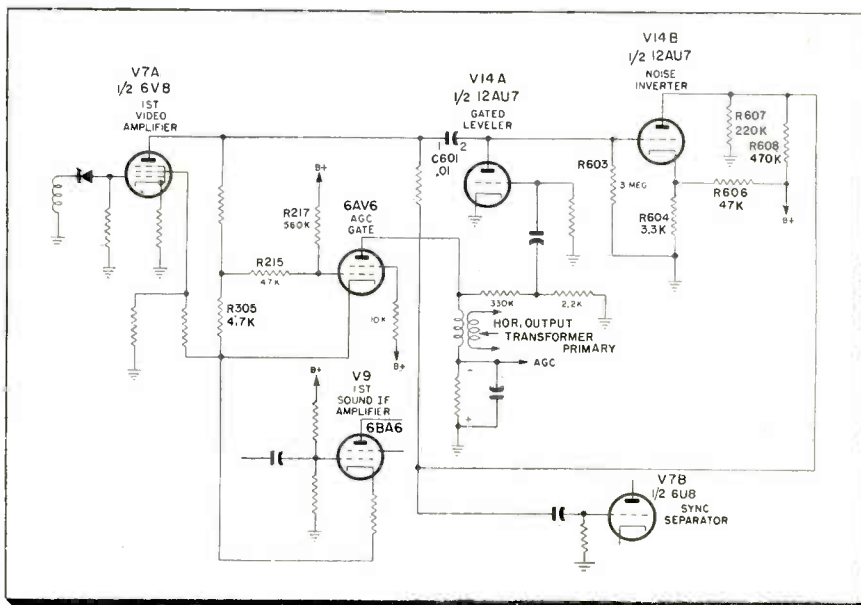 V7A
1/2 6V8
1ST
VIDEO
AMPLIFIER
V14A
1/2 12AU7
GATED
LEVELER
V14B
1/2 12AU7
NOISE
INVERTER
1 2
C601
.01
R603
3 MEG
R607
220K
R608
470K
R606
47K
B+
R604
3.3K
B+
R217
560K
6AV6
AGC
GATE
R215
47K
R305
4.7K
10K
B+
330K
2.2K
HOR. OUTPUT
TRANSFORMER
PRIMARY
AGC
-
+
B+
V9
1ST
SOUND IF
AMPLIFIER
6BA6
V7B
1/2 6U8
SYNC
SEPARATOR